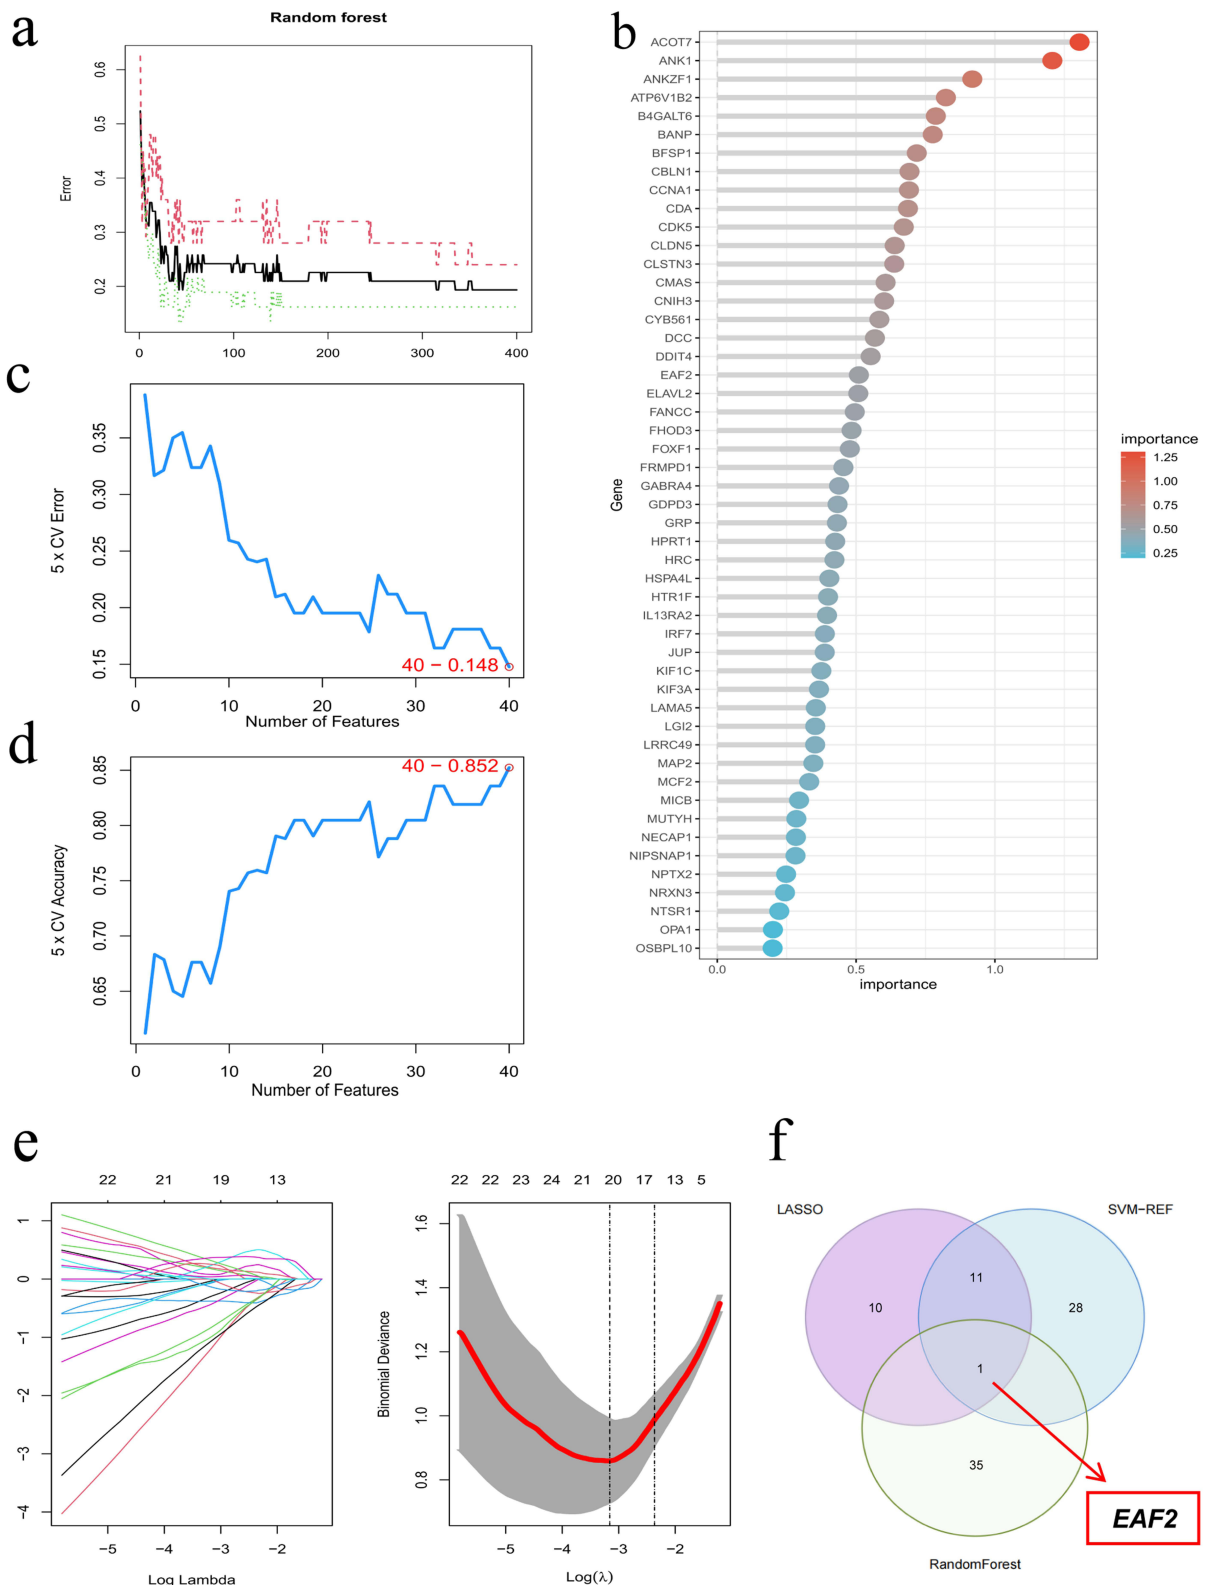 a
Random forest
Error
0.6
0.5
0.4
0.3
0.2
0
100
200
300
400
b
ACOT7
ANK1
ANKZF1
ATP6V1B2
B4GALT6
BANP
BFSP1
CBLN1
CCNA1
CDA
CDK5
CLDN5
CLSTN3
CMAS
CNIH3
CYB561
DCC
DDIT4
EAF2
ELAVL2
FANCC
FHOD3
FOXF1
FRMPD1
GABRA4
GDPD3
GRP
HPRT1
HRC
HSPA4L
HTR1F
IL13RA2
IRF7
JUP
KIF1C
KIF3A
LAMA5
LGI2
LRRC49
MAP2
MCF2
MICB
MUTYH
NECAP1
NIPSNAP1
NPTX2
NRXN3
NTSR1
OPA1
OSBPL10
Gene
0.0
0.5
1.0
importance
importance
1.25
1.00
0.75
0.50
0.25
c
5 x CV Error
0.35
0.30
0.25
0.20
0.15
40 − 0.148
0
10
20
30
40
Number of Features
d
5 x CV Accuracy
0.85
0.80
0.75
0.70
0.65
40 − 0.852
0
10
20
30
40
Number of Features
e
22
21
19
13
1
0
−1
−2
−3
−4
−5
−4
−3
−2
Log Lambda
22 22 23 24 21 20 17 13 5
Binomial Deviance
1.6
1.4
1.2
1.0
0.8
−5
−4
−3
−2
Log(λ)
f
LASSO
SVM−REF
11
10
28
1
35
EAF2
RandomForest